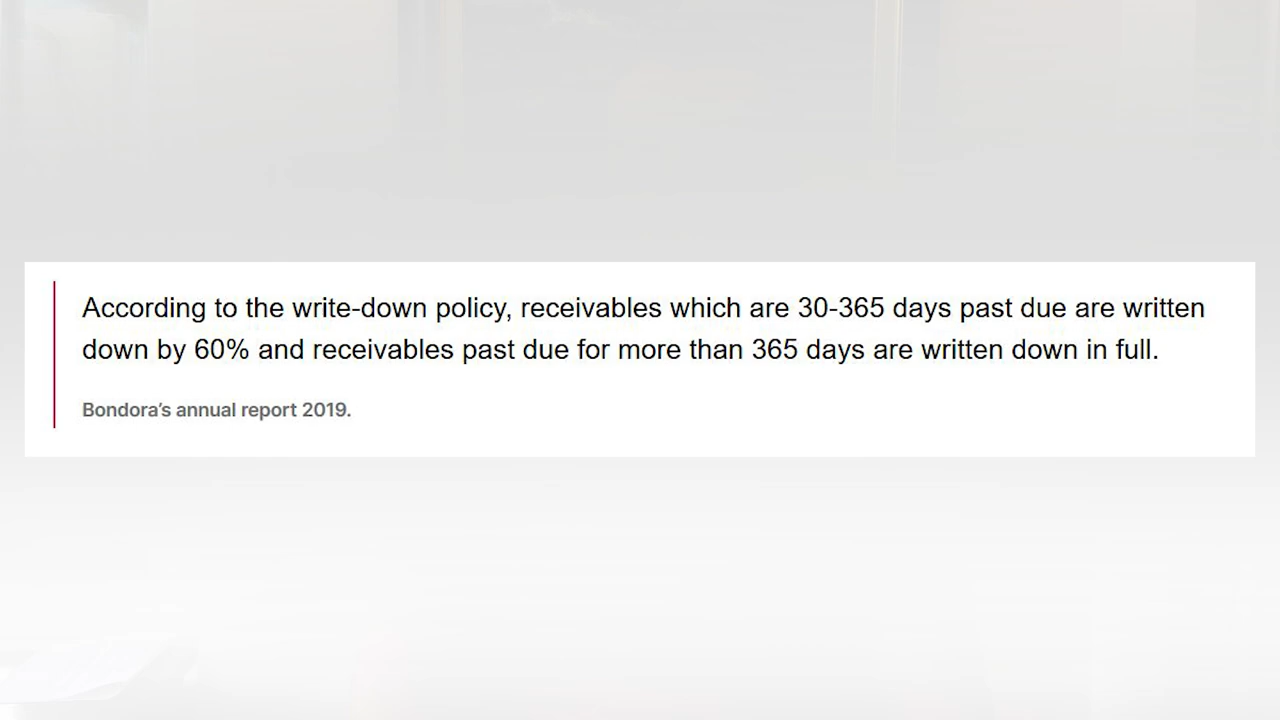 According to the write-down policy, receivables which are 30-365 days past due are written
down by 60% and receivables past due for more than 365 days are written down in full.
Bondora’s annual report 2019.